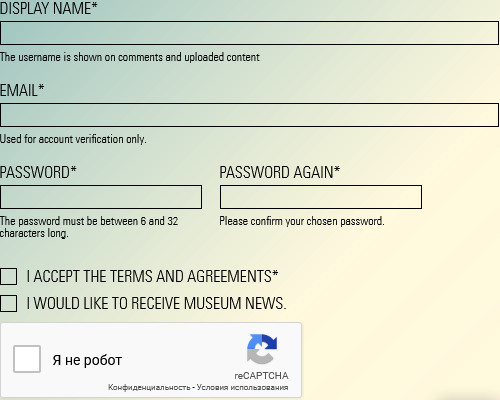 DISPLAY NAME*
The username is shown on comments and uploaded content
EMAIL*
Used for account verification only.
PASSWORD* PASSWORD AGAIN*
The password must be between 6 and 32 Please confirm your chosen password.
characters long.
I ACCEPT THE TERMS AND AGREEMENTS*
I WOULD LIKE TO RECEIVE MUSEUM NEWS.
Я не робот
reCAPTCHA
Конфиденциальность - Условия использования